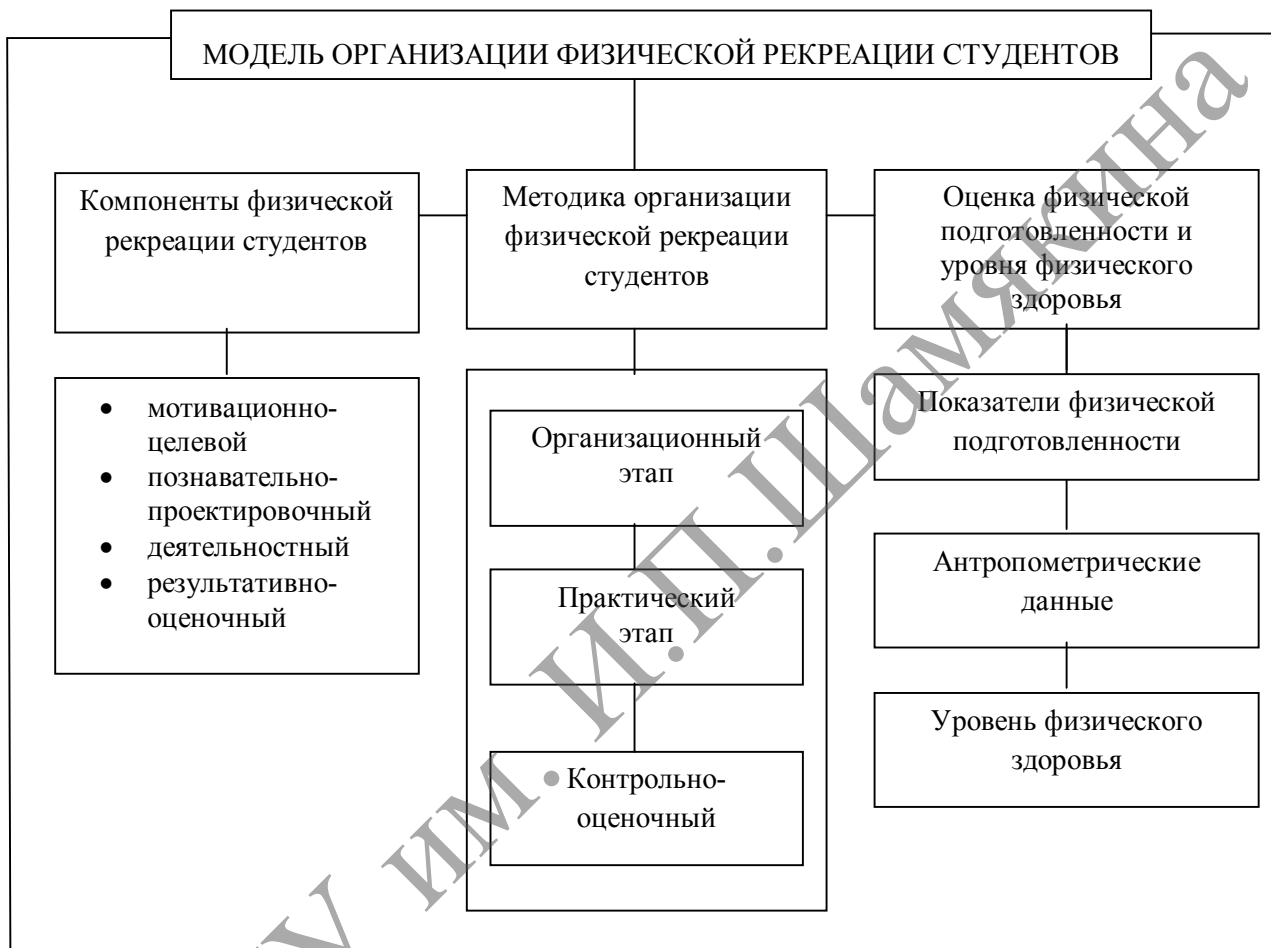 МОДЕЛЬ ОРГАНИЗАЦИИ ФИЗИЧЕСКОЙ РЕКРЕАЦИИ СТУДЕНТОВ
Компоненты физической
рекреации студентов
• мотивационно-
целевой
• познавательно-
проектировочный
• деятельностный
• результативно-
оценочный
Методика организации
физической рекреации
студентов
Организационный
этап
Практический
этап
Контрольно-
оценочный
Оценка физической
подготовленности и
уровня физического
здоровья
Показатели физической
подготовленности
Антропометрические
данные
Уровень физического
здоровья
им. И.П.Шамякина